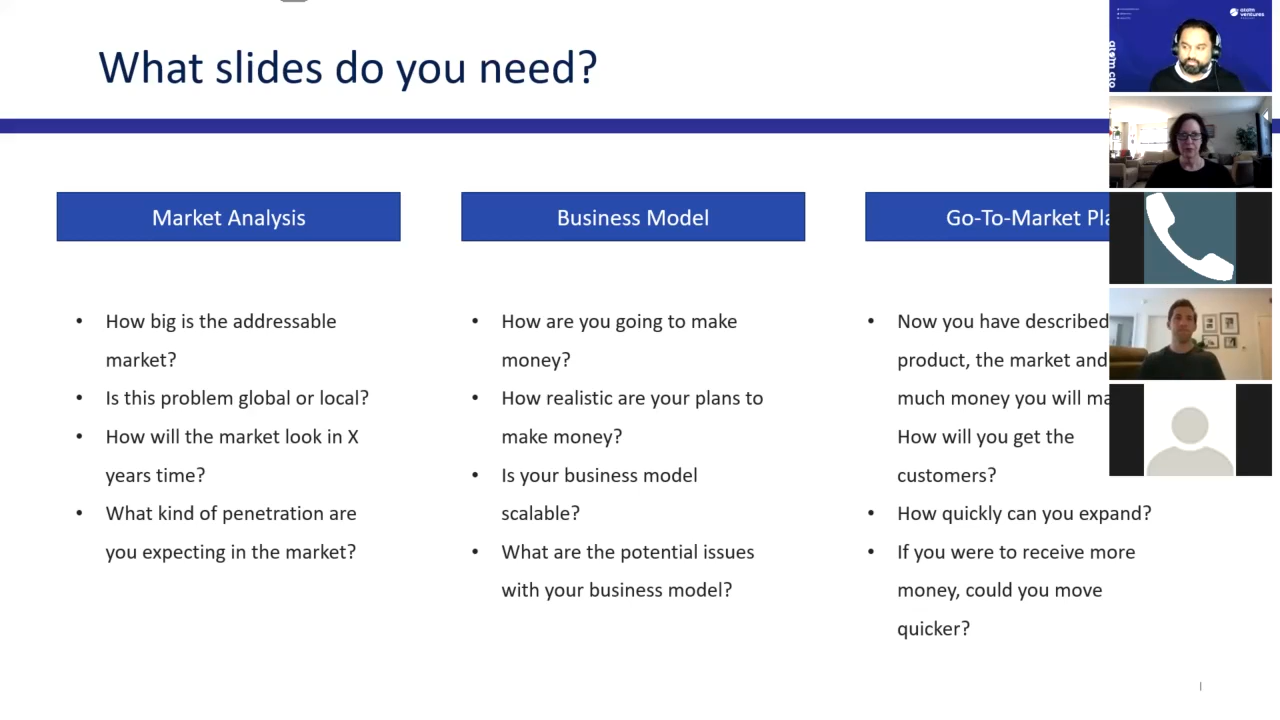 What slides do you need?
Market Analysis
Business Model
Go-To-Market Pla
• How big is the addressable
market?
• Is this problem global or local?
• How will the market look in X
years time?
• What kind of penetration are
you expecting in the market?
• How are you going to make
money?
• How realistic are your plans to
make money?
• Is your business model
scalable?
• What are the potential issues
with your business model?
• Now you have described
product, the market and
much money you will ma
How will you get the
customers?
• How quickly can you expand?
• If you were to receive more
money, could you move
quicker?
ventures